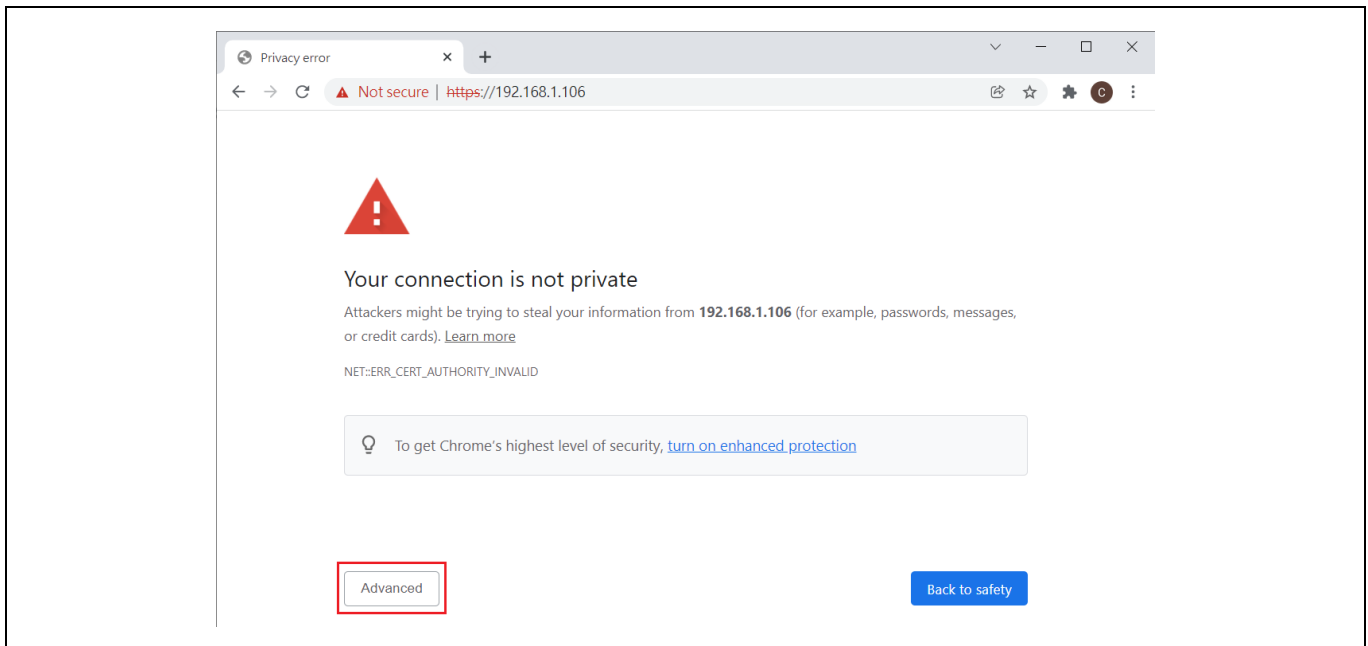 Privacy error
Not secure | https://192.168.1.106
C
Your connection is not private
Attackers might be trying to steal your information from 192.168.1.106 (for example, passwords, messages,
or credit cards). Learn more
NET::ERR_CERT_AUTHORITY_INVALID
To get Chrome's highest level of security, turn on enhanced protection
Advanced
Back to safety